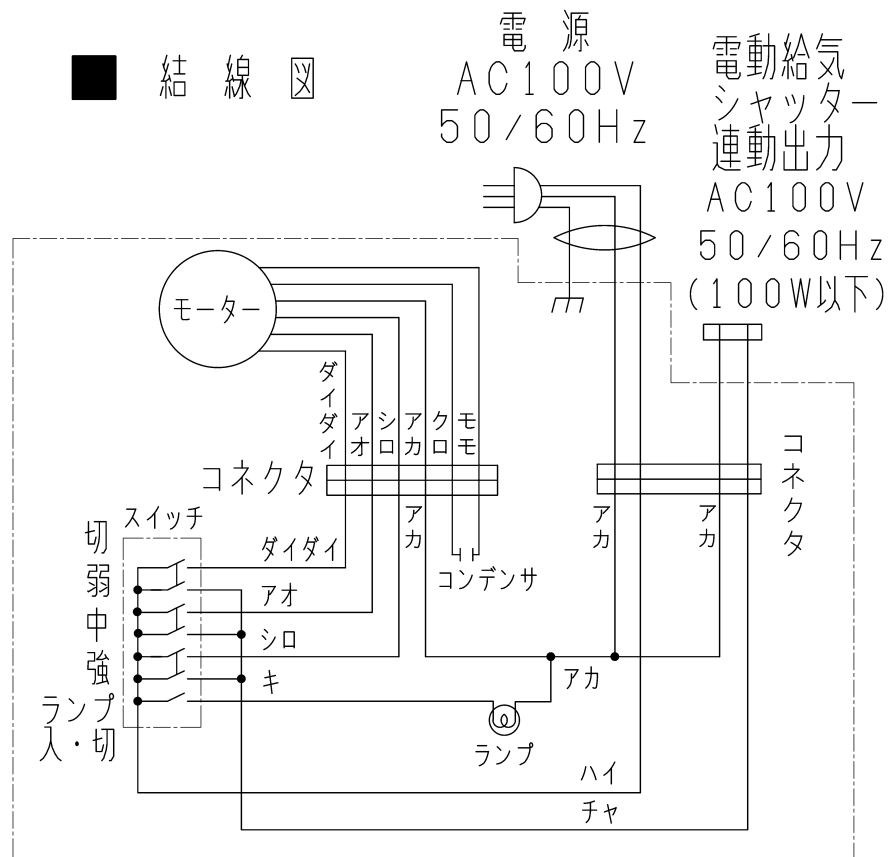 ■ 結線図
電源
AC100V
50/60Hz
電動給気
シャッター
連動出力
AC100V
50/60Hz
(100W以下)
モーター
ダイダイ
アオ
シロ
アカ
クロ
モモ
コネクタ
コネクタ
アカ
アカ
アカ
スイッチ
切
弱
中
強
ランプ
入・切
ダイダイ
アオ
シロ
キ
コンデンサ
アカ
ランプ
ハイ
チャ